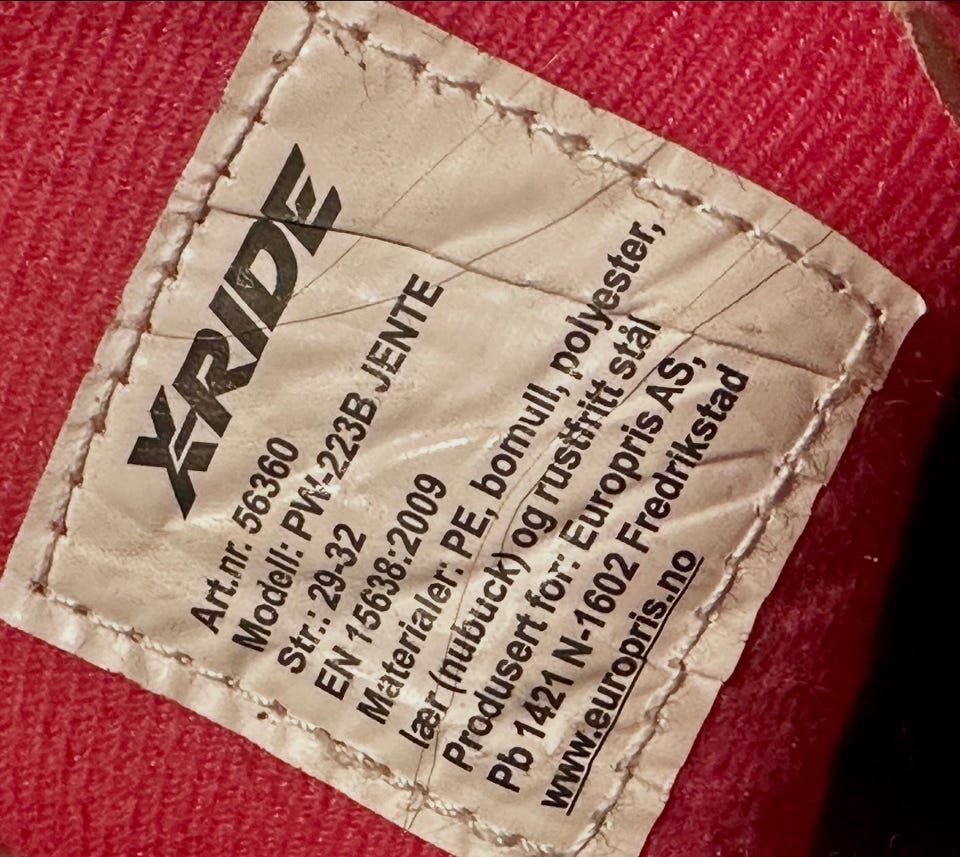 X-RIDE
Art.nr. 56360
Modell: PW-223B JENTE
Str.: 29-32
EN 15638:2009
Materialer: PE, bomull, polyester,
lær (nubuck) og rustfritt stål
Produsert for: Europris AS,
Pb 1421 N-1602 Fredrikstad
www.europris.no